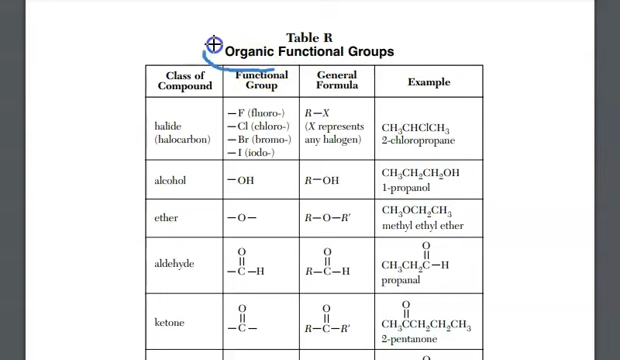 Table R
Organic Functional Groups
Class of Compound | Functional Group | General Formula | Example
halide (halocarbon) | —F (fluoro-) —Cl (chloro-) —Br (bromo-) —I (iodo-) | R—X (X represents any halogen) | CH₃CHClCH₃ 2-chloropropane
alcohol | —OH | R—OH | CH₃CH₂CH₂OH 1-propanol
ether | —O— | R—O—R′ | CH₃OCH₂CH₃ methyl ethyl ether
aldehyde | O || —C—H | O || R—C—H | O || CH₃CH₂C—H propanal
ketone | O || —C— | O || R—C—R′ | O || CH₃CCH₂CH₂CH₃ 2-pentanone
O